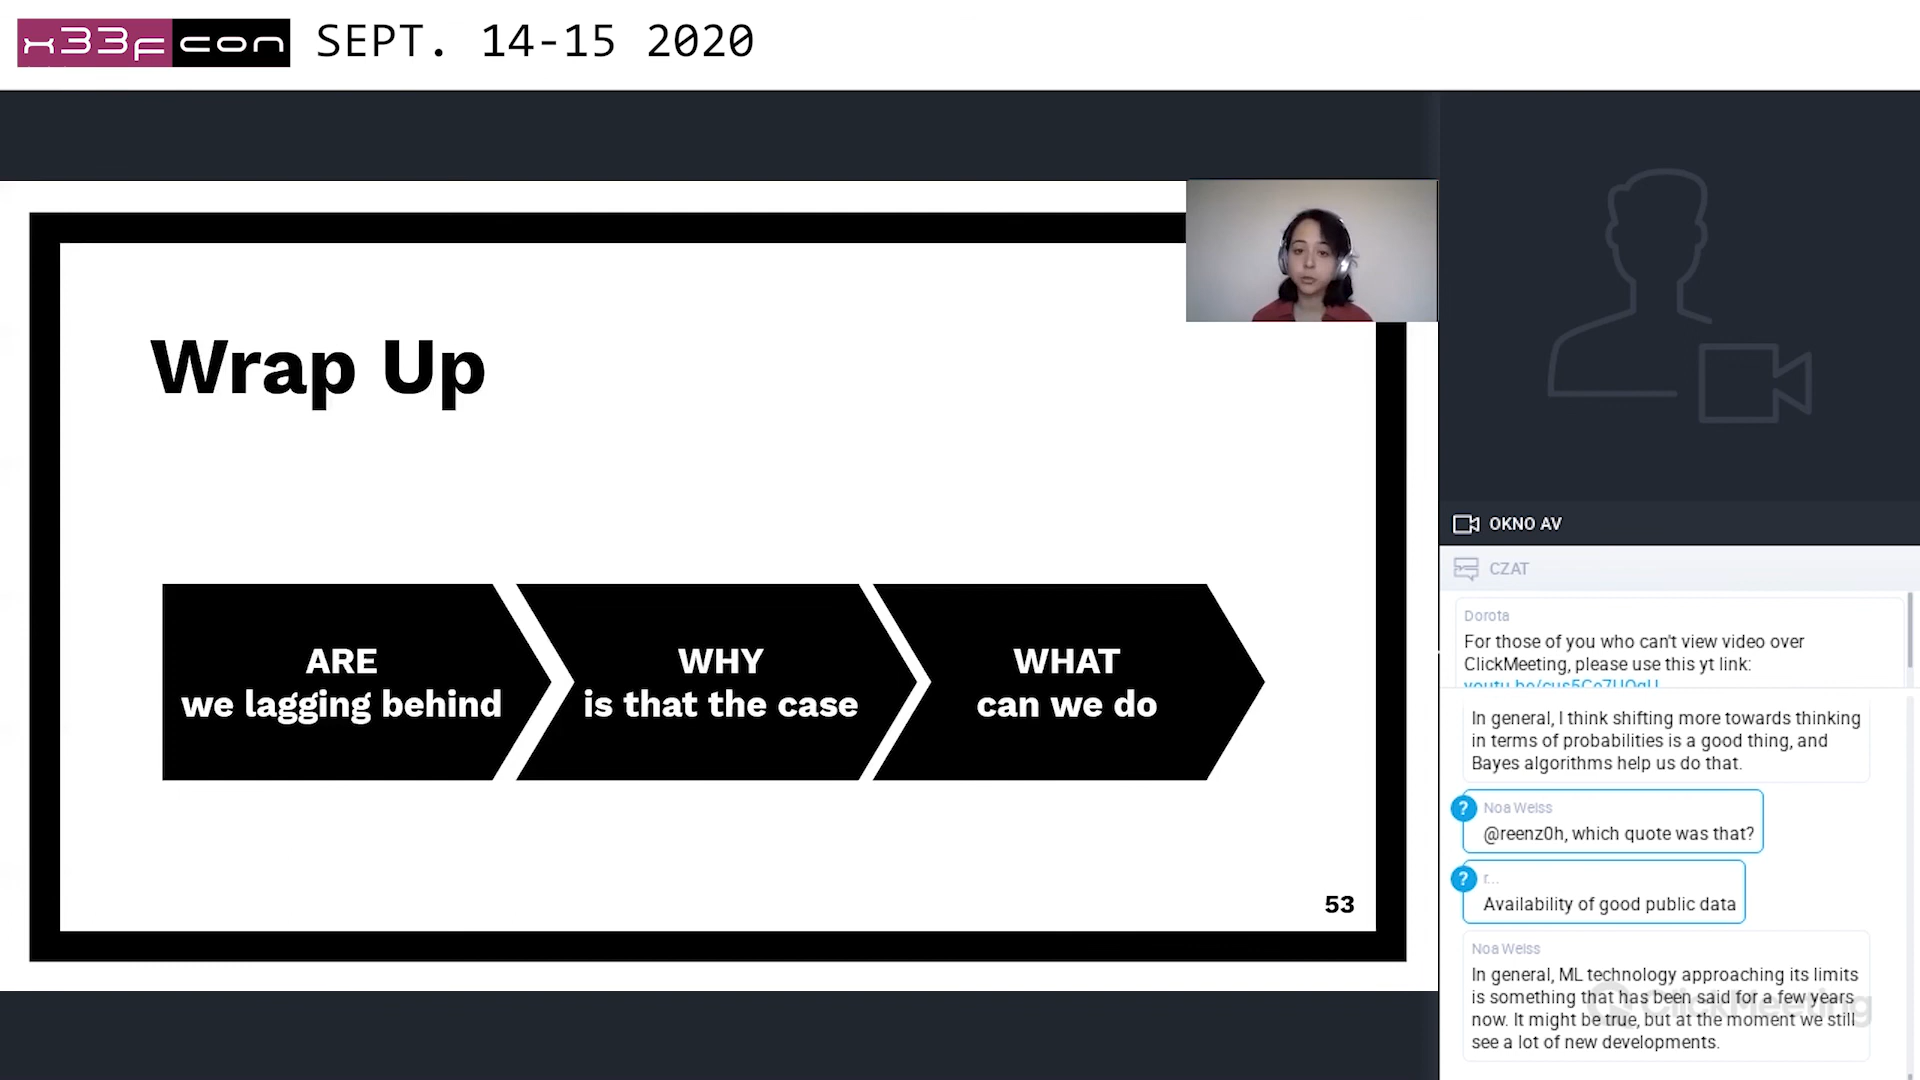 x33fcon SEPT. 14-15 2020
Wrap Up
ARE
we lagging behind
WHY
is that the case
WHAT
can we do
53
OKNO AV
CZAT
Dorota
For those of you who can't view video over
ClickMeeting, please use this yt link:
In general, I think shifting more towards thinking
in terms of probabilities is a good thing, and
Bayes algorithms help us do that.
? Noa Weiss
@reenz0h, which quote was that?
? r...
Availability of good public data
Noa Weiss
In general, ML technology approaching its limits
is something that has been said for a few years
now. It might be true, but at the moment we still
see a lot of new developments.
ClickMeeting